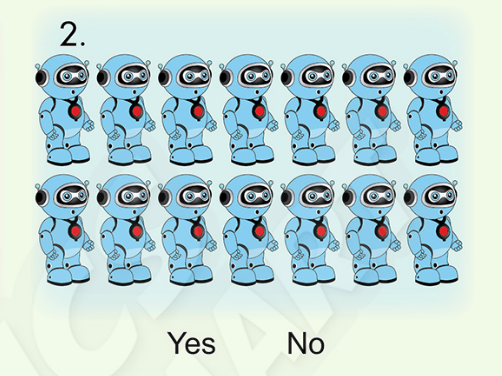 2.
Yes No